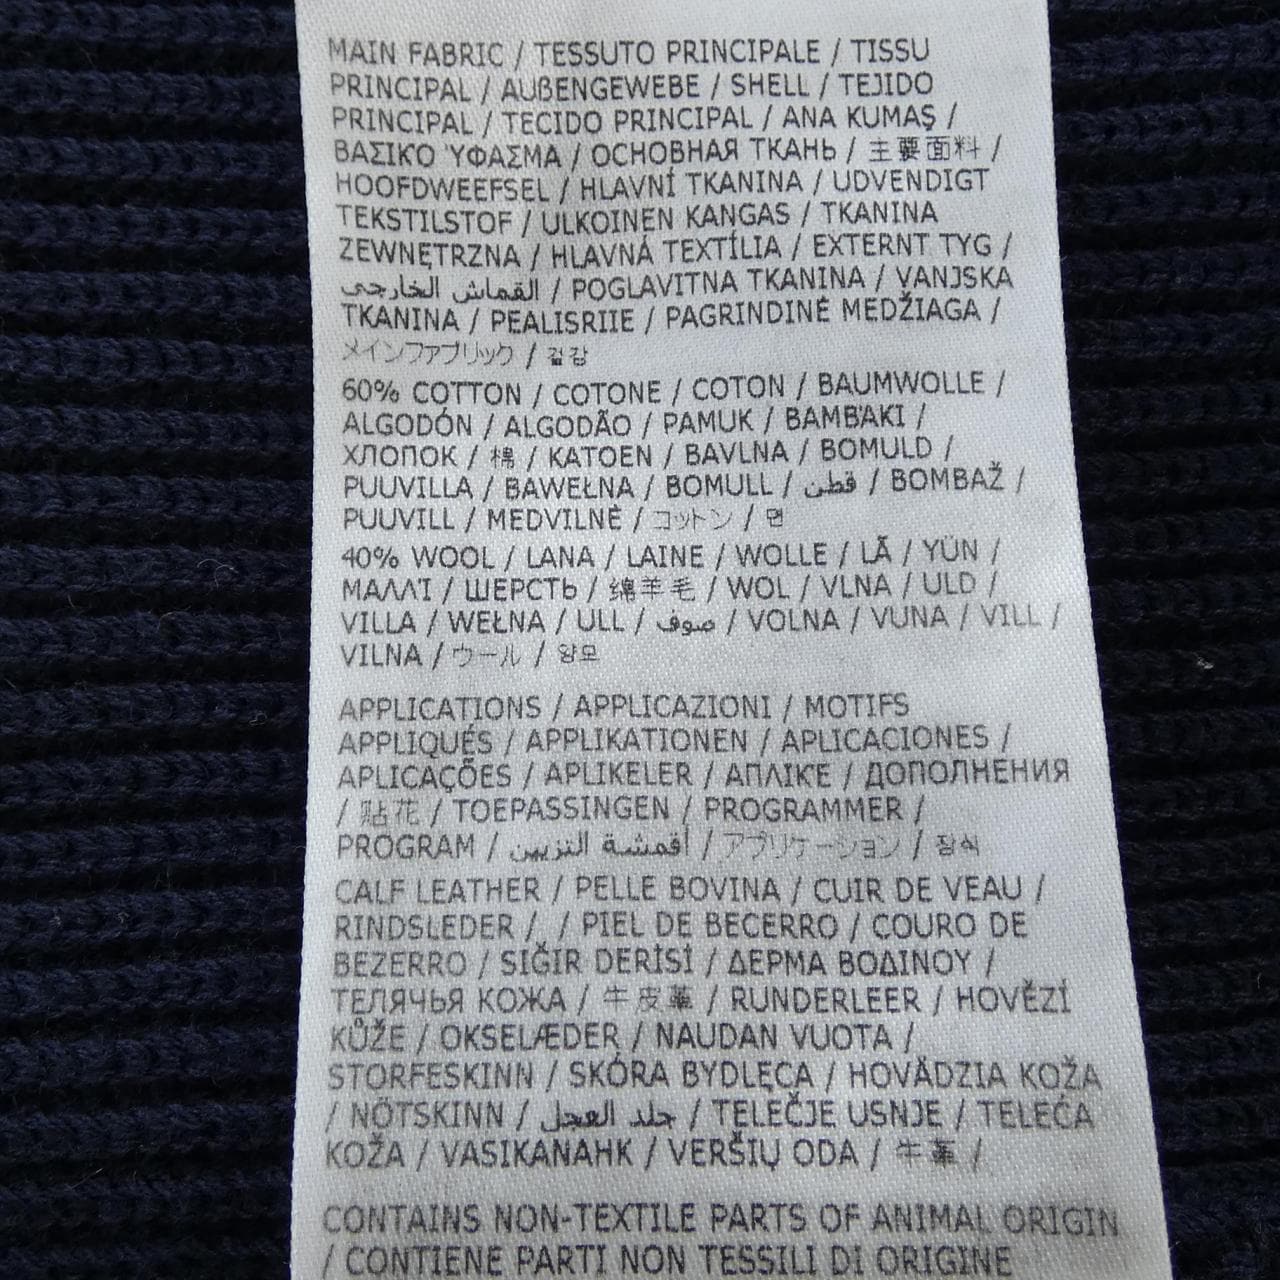 MAIN FABRIC / TESSUTO PRINCIPALE / TISSU
PRINCIPAL / AUßENGEWEBE / SHELL / TEJIDO
PRINCIPAL / TECIDO PRINCIPAL / ANA KUMAŞ /
ΒΑΣΙΚΌ ΎΦΑΣΜΑ / ОСНОВНАЯ ТКАНЬ / 主要面料 /
HOOFDWEEFSEL / HLAVNÍ TKANINA / UDVENDIGT
TEKSTILSTOF / ULKOINEN KANGAS / TKANINA
ZEWNĘTRZNA / HLAVNÁ TEXTÍLIA / EXTERNT TYG /
القماش الخارجي / POGLAVITNA TKANINA / VANJSKA
TKANINA / PEALISRIIE / PAGRINDINĖ MEDŽIAGA /
メインファブリック / 겉감
60% COTTON / COTONE / COTON / BAUMWOLLE /
ALGODÓN / ALGODÃO / PAMUK / ΒΑΜΒΆΚΙ /
ХЛОПОК / 棉 / KATOEN / BAVLNA / BOMULD /
PUUVILLA / BAWEŁNA / BOMULL / قطن / BOMBAŽ /
PUUVILL / MEDVILNĖ / コットン / 면
40% WOOL / LANA / LAINE / WOLLE / LÃ / YÜN /
ΜΑΛΛΊ / ШЕРСТЬ / 绵羊毛 / WOL / VLNA / ULD /
VILLA / WEŁNA / ULL / صوف / VOLNA / VUNA / VILL /
VILNA / ウール / 양모
APPLICATIONS / APPLICAZIONI / MOTIFS
APPLIQUÉS / APPLIKATIONEN / APLICACIONES /
APLICAÇÕES / APLIKELER / ΑΠΛΙΚΈ / ДОПОЛНЕНИЯ
/ 贴花 / TOEPASSINGEN / PROGRAMMER /
PROGRAM / أقمشة التزيين / アプリケーション / 장식
CALF LEATHER / PELLE BOVINA / CUIR DE VEAU /
RINDSLEDER / / PIEL DE BECERRO / COURO DE
BEZERRO / SIĞIR DERİSİ / ΔΕΡΜΑ ΒΟΔΙΝΟΥ /
ТЕЛЯЧЬЯ КОЖА / 牛皮革 / RUNDERLEER / HOVĚZÍ
KŮŽE / OKSELÆDER / NAUDAN VUOTA /
STORFESKINN / SKÓRA BYDLĘCA / HOVÄDZIA KOŽA
/ NÖTSKINN / جلد العجل / TELEČJE USNJE / TELEĆA
KOŽA / VASIKANAHK / VERŠIŲ ODA / 牛革 /
CONTAINS NON-TEXTILE PARTS OF ANIMAL ORIGIN
/ CONTIENE PARTI NON TESSILI DI ORIGINE